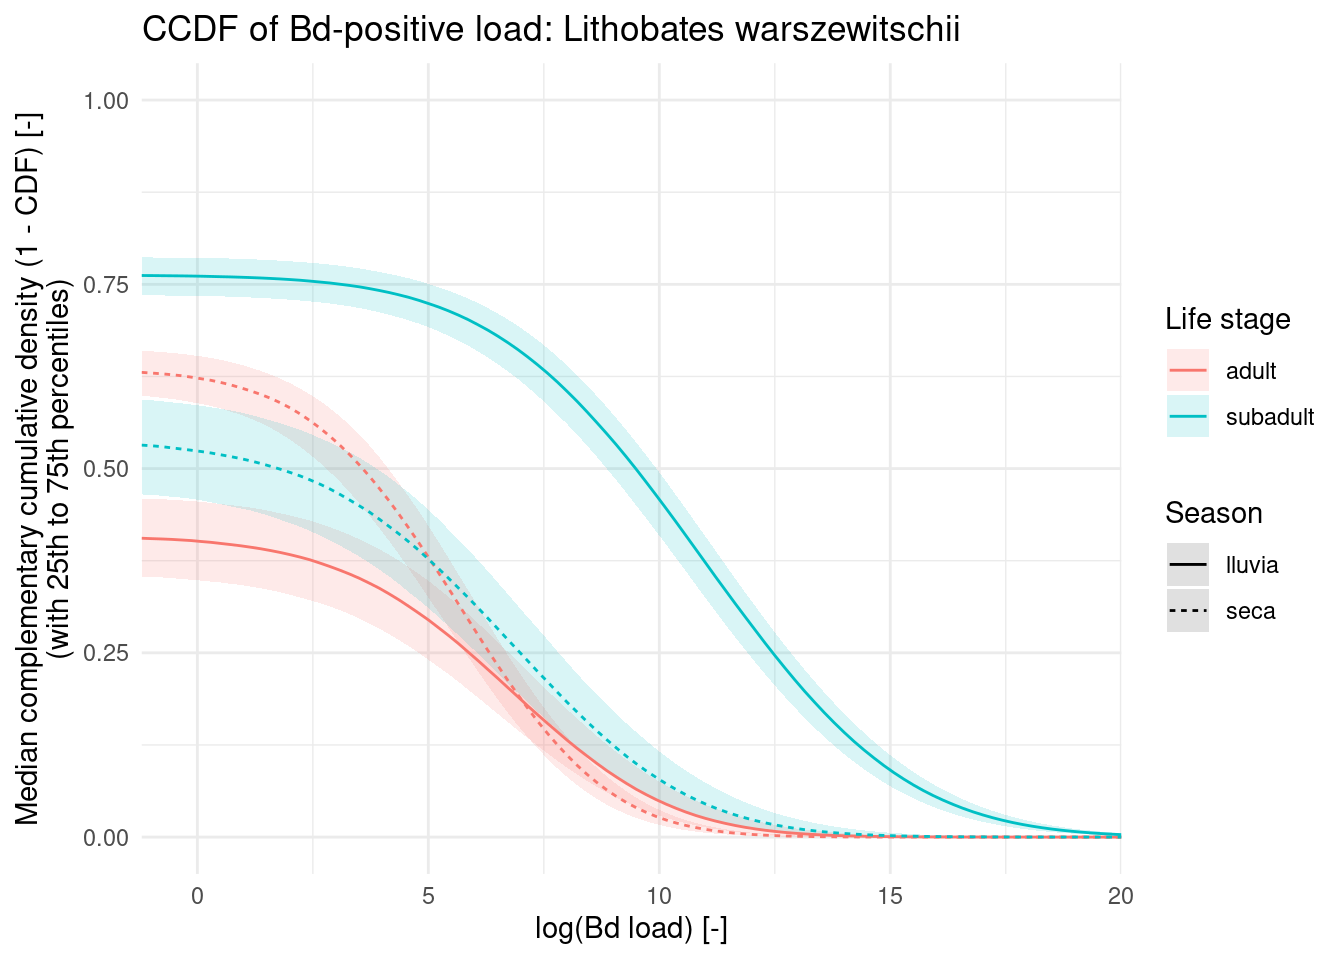 CCDF of Bd-positive load: Lithobates warszewitschii
Median complementary cumulative density (1 - CDF) [-]
(with 25th to 75th percentiles)
1.00
0.75
0.50
0.25
0.00
0
5
10
15
20
log(Bd load) [-]
Life stage
adult
subadult
Season
lluvia
seca